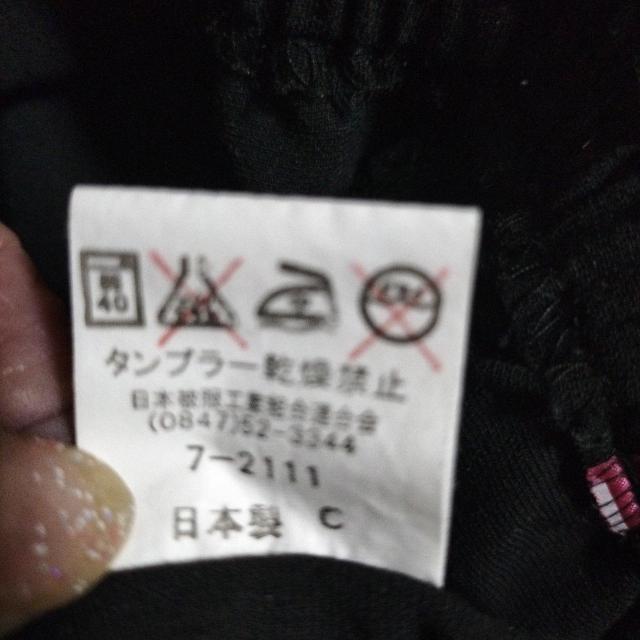 弱
40
タンブラー乾燥禁止
日本被服工業組合連合会
(0847)52-3344
7-2111
日本製 C